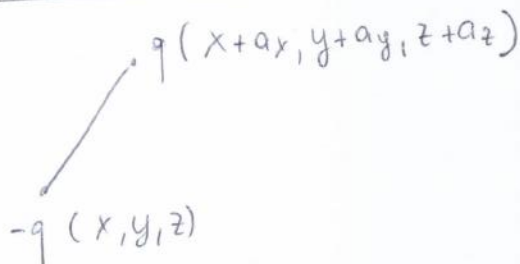 q (x+ax, y+ay, z+az)
-q (x, y, z)